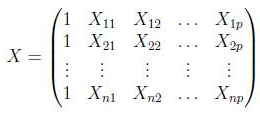 1 X11 X12 … X1p
1 X21 X22 … X2p
X = ⋮ ⋮ ⋮ ⋮ ⋮
1 Xn1 Xn2 … Xnp